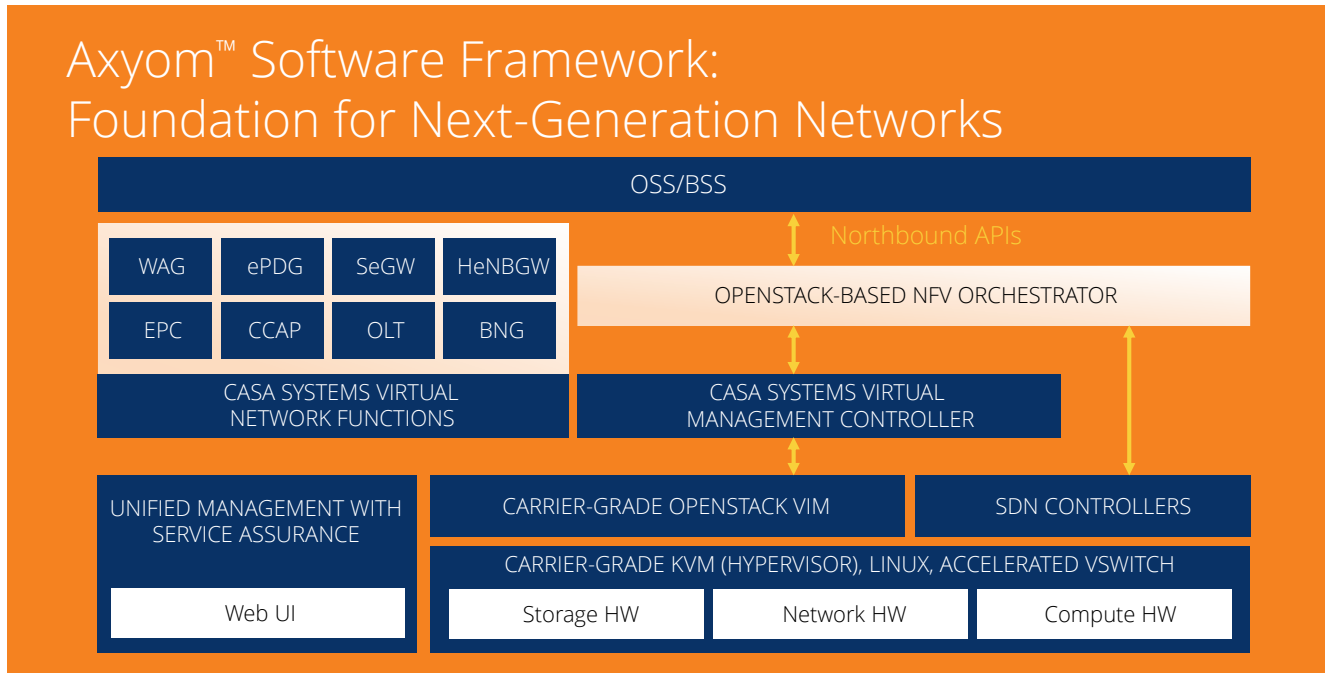 Axyom™ Software Framework:
Foundation for Next-Generation Networks
OSS/BSS
Northbound APIs
WAG
ePDG
SeGW
HeNBGW
EPC
CCAP
OLT
BNG
CASA SYSTEMS VIRTUAL
NETWORK FUNCTIONS
OPENSTACK-BASED NFV ORCHESTRATOR
CASA SYSTEMS VIRTUAL
MANAGEMENT CONTROLLER
UNIFIED MANAGEMENT WITH
SERVICE ASSURANCE
Web UI
CARRIER-GRADE OPENSTACK VIM
SDN CONTROLLERS
CARRIER-GRADE KVM (HYPERVISOR), LINUX, ACCELERATED VSWITCH
Storage HW
Network HW
Compute HW